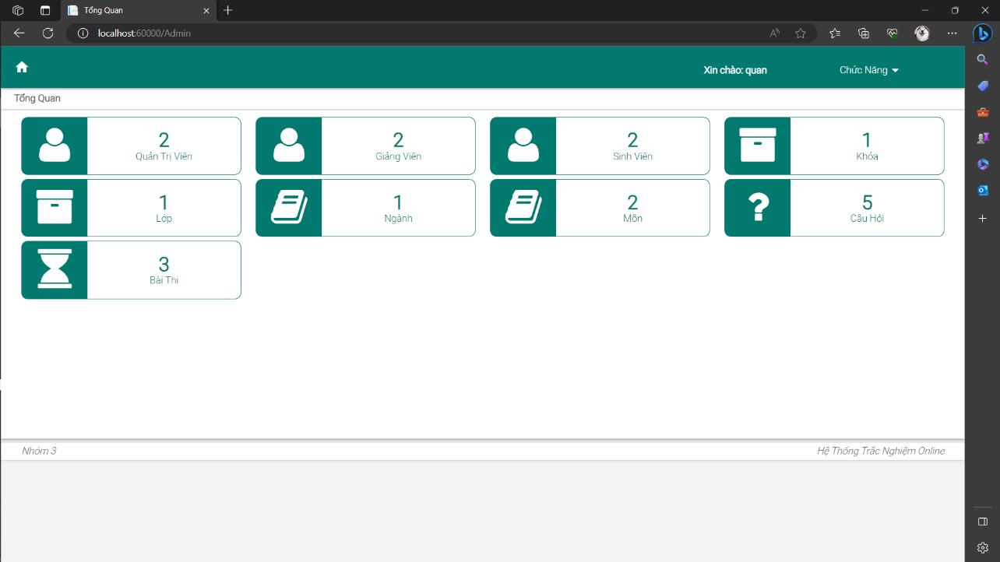 Tổng Quan
localhost:60000/Admin
Xin chào: quan
Chức Năng
Tổng Quan
2
Quản Trị Viên
2
Giảng Viên
2
Sinh Viên
1
Khóa
1
Lớp
1
Ngành
2
Môn
5
Câu Hỏi
3
Bài Thi
Nhóm 3
Hệ Thống Trắc Nghiệm Online